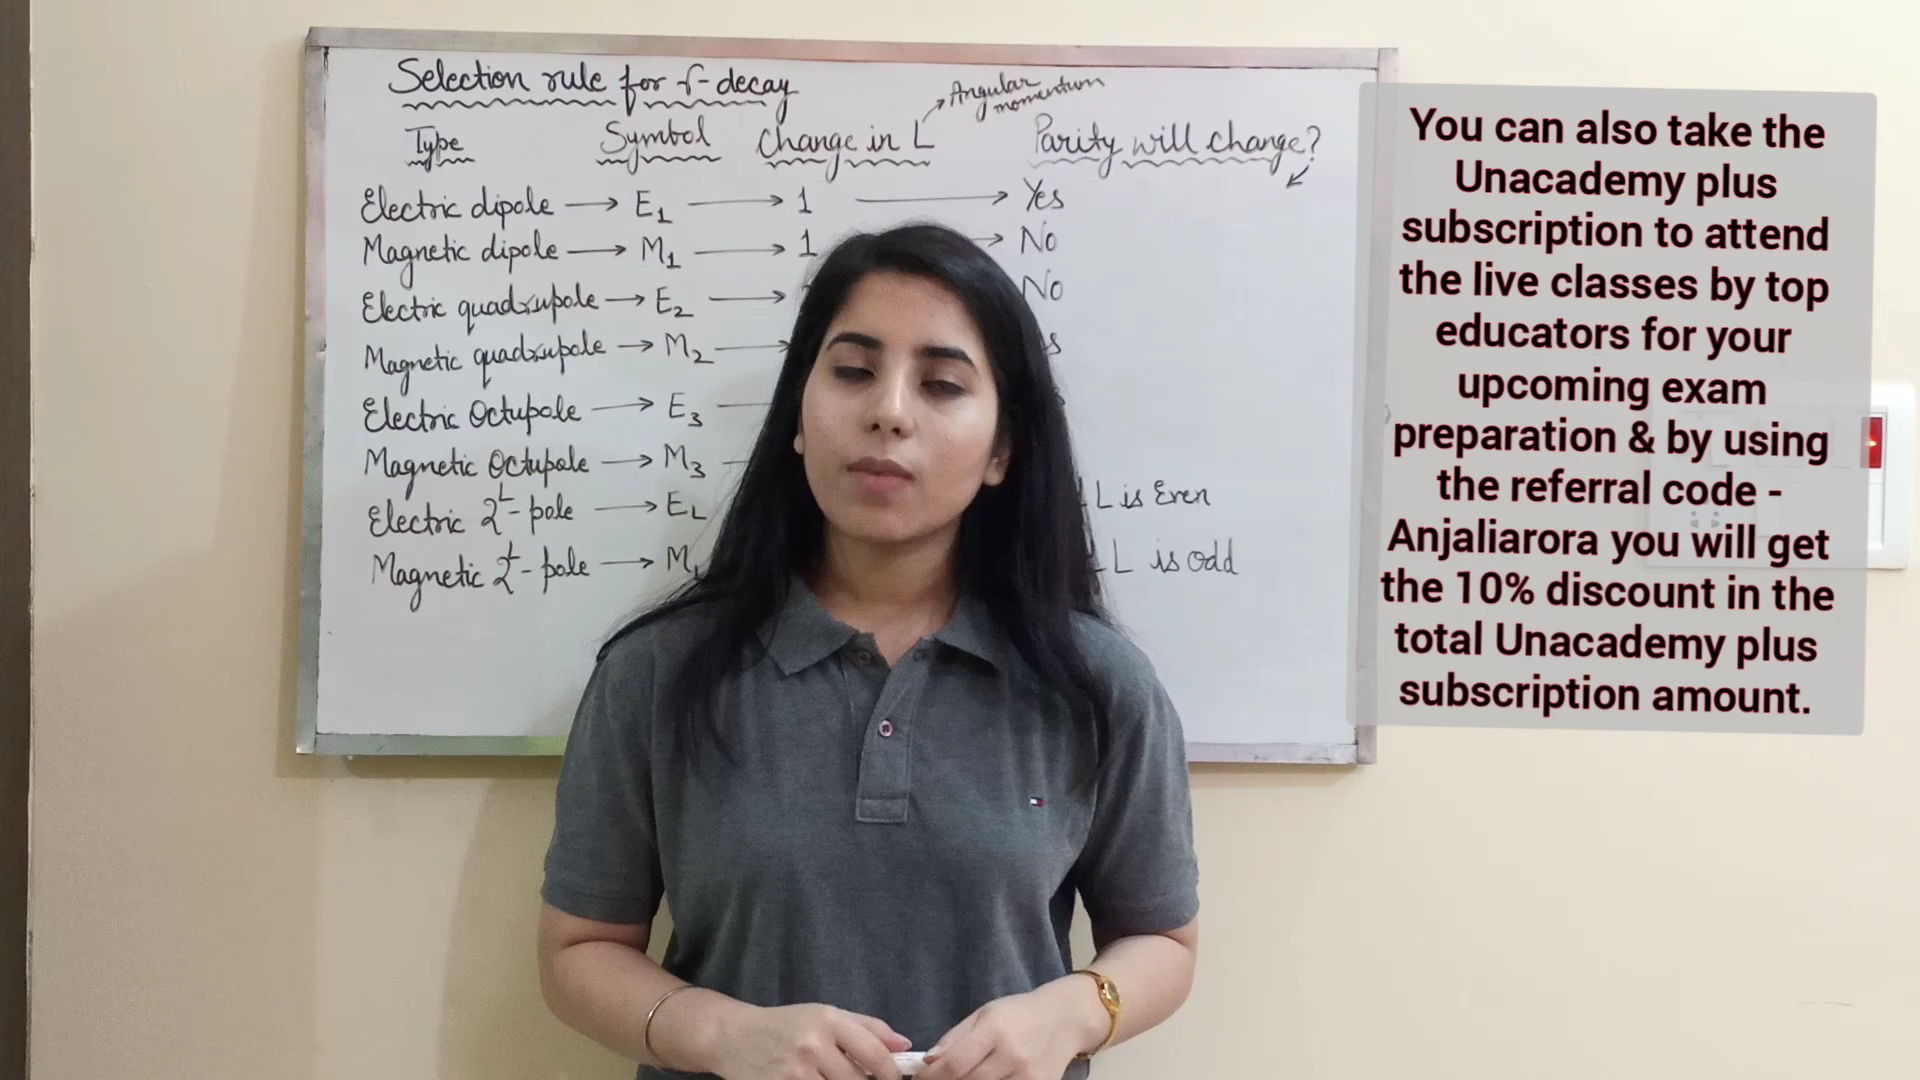 Selection rule for γ-decay
Angular
momentum
Type Symbol Change in L Parity will change?
Electric dipole → E₁ → 1 → Yes
Magnetic dipole → M₁ → 1 → No
Electric quadrupole → E₂ → No
Magnetic quadrupole → M₂ →
Electric Octupole → E₃
Magnetic Octupole → M₃
Electric 2ᴸ-pole → E_L L is Even
Magnetic 2ᴸ-pole → M L is odd
You can also take the
Unacademy plus
subscription to attend
the live classes by top
educators for your
upcoming exam
preparation & by using
the referral code -
Anjaliarora you will get
the 10% discount in the
total Unacademy plus
subscription amount.